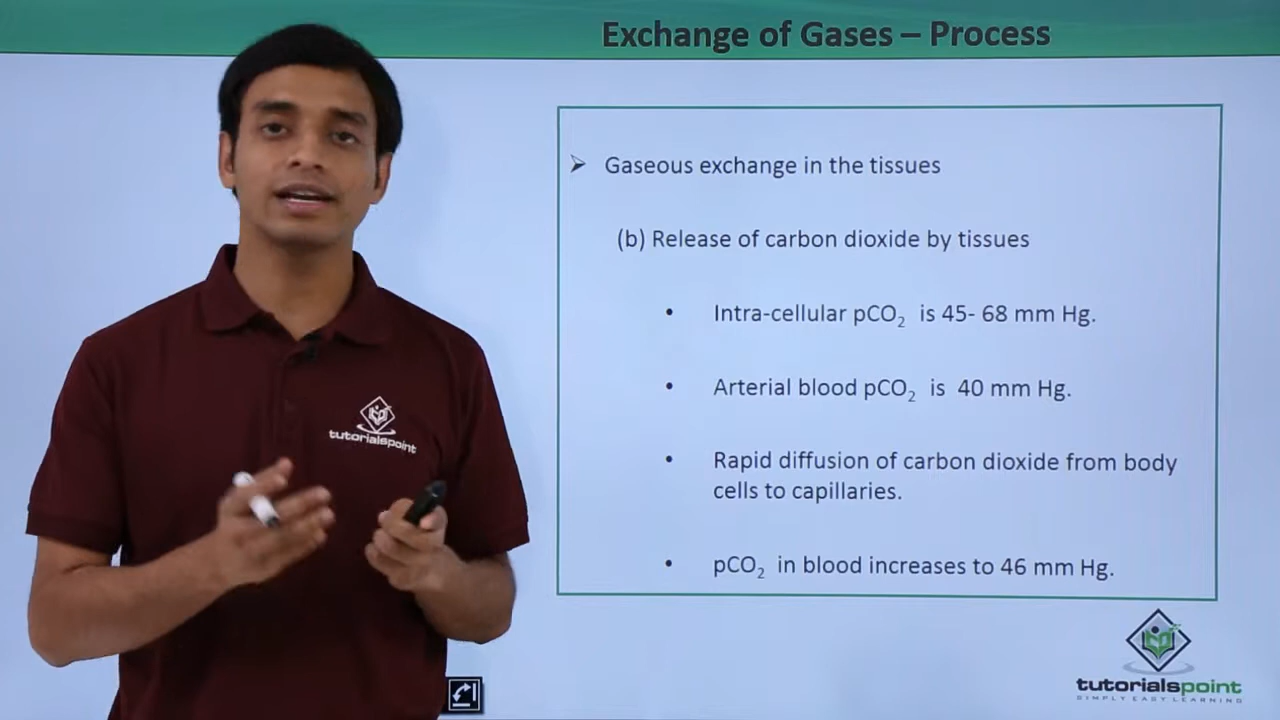 Exchange of Gases – Process
➢ Gaseous exchange in the tissues
(b) Release of carbon dioxide by tissues
• Intra-cellular pCO₂ is 45- 68 mm Hg.
• Arterial blood pCO₂ is 40 mm Hg.
• Rapid diffusion of carbon dioxide from body
cells to capillaries.
• pCO₂ in blood increases to 46 mm Hg.
tutorialspoint
tutorialspoint
SIMPLY EASY LEARNING